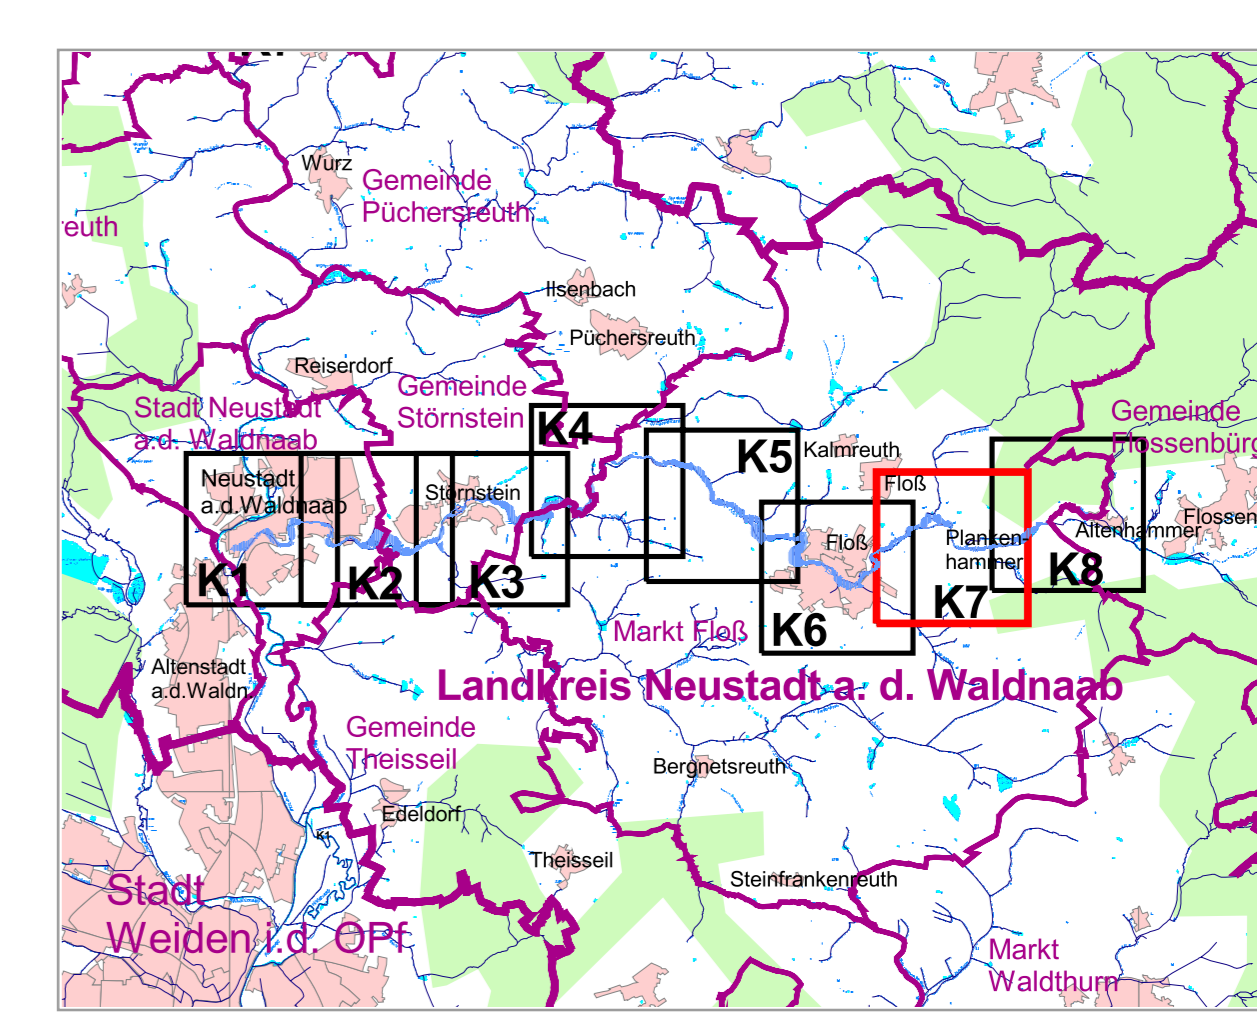 Wurz
Gemeinde
Püchersreuth
euth
Ilsenbach
Püchersreuth
Reiserdorf
Gemeinde
Störnstein
Stadt Neustadt
a.d. Waldnaab
Gemeinde
Flossenbürg
K4
K5
Kalmreuth
Neustadt
a.d.Waldnaab
Störnstein
Floß
Floß
Planken-
hammer
Altenhammer
Flossen
K1
K2
K3
K6
K7
K8
Markt Floß
Altenstadt
a.d.Waldn
Landkreis Neustadt a. d. Waldnaab
Gemeinde
Theisseil
Bergnetsreuth
Edeldorf
K1
Theisseil
Steinfrankenreuth
Stadt
Weiden i.d. OPf
Markt
Waldthurn